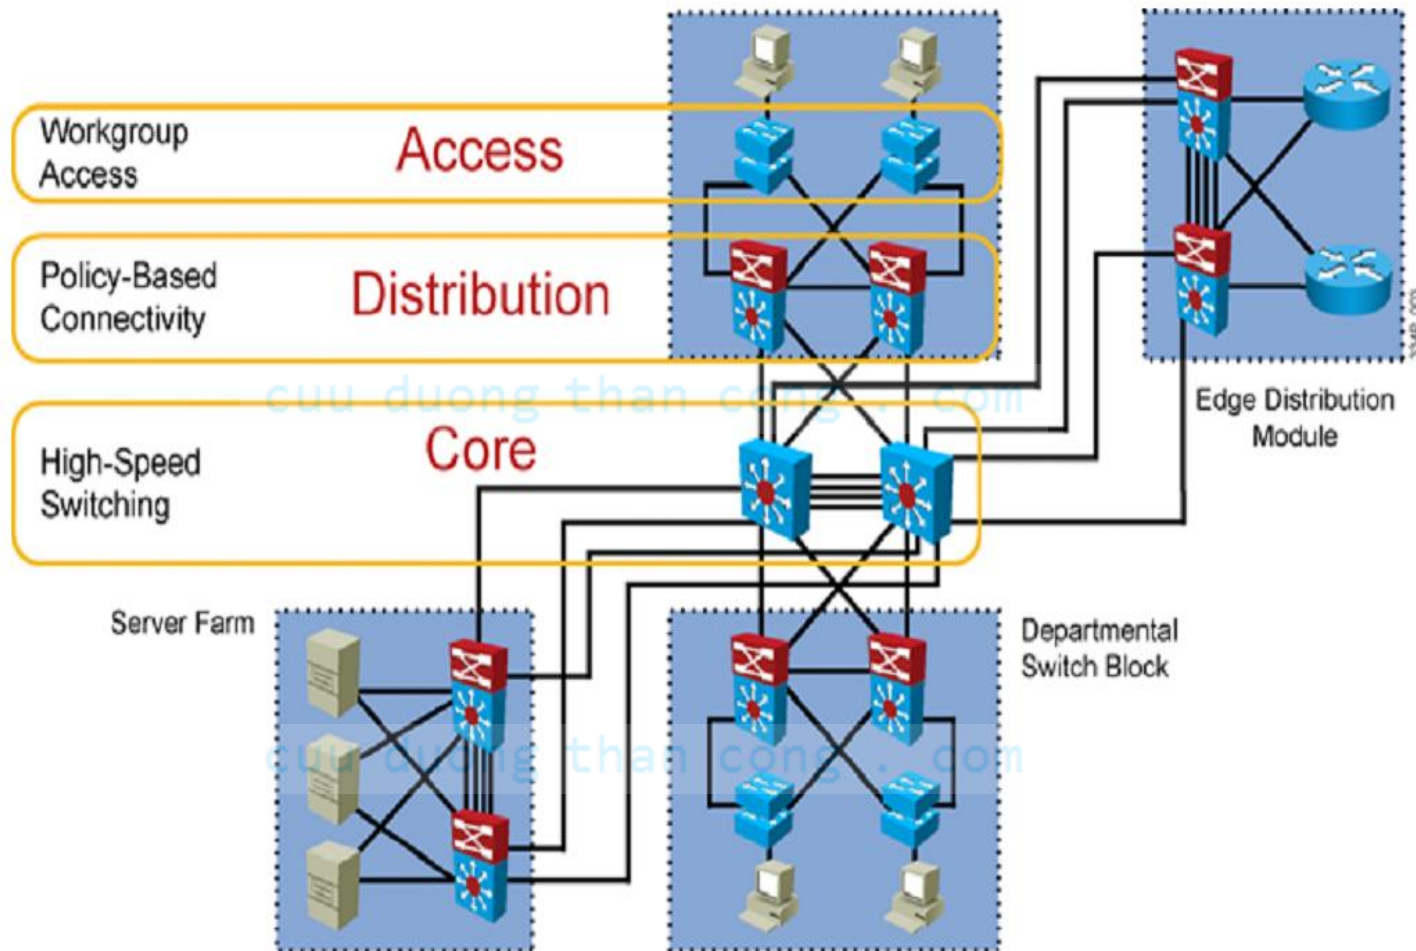 Workgroup
Access
Access
Policy-Based
Connectivity
Distribution
cuu duong than cong . com
Edge Distribution
Module
High-Speed
Switching
Core
Server Farm
Departmental
Switch Block
cuu duong than cong . com